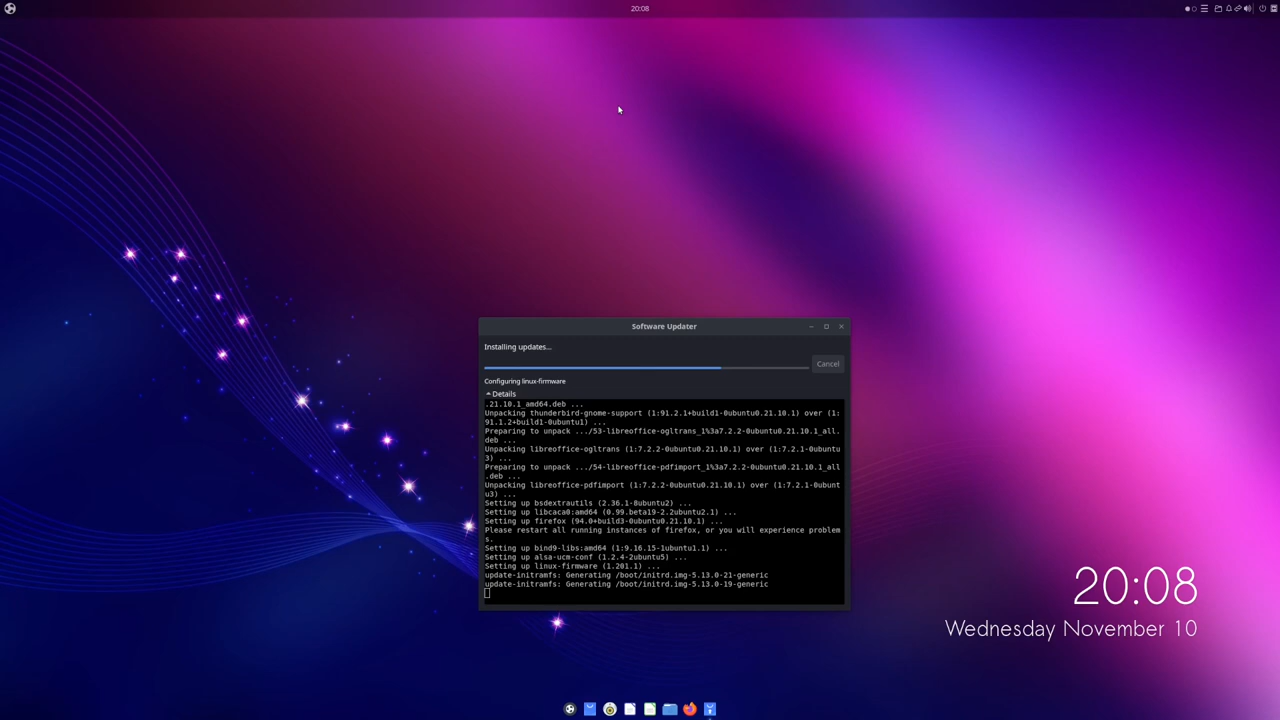 20:08
Software Updater
Installing updates...
Cancel
Configuring linux-firmware
Details
.21.10.1_amd64.deb ...
Unpacking thunderbird-gnome-support (1:91.2.1+build1-0ubuntu0.21.10.1) over (1:
91.1.2+build1-0ubuntu1) ...
Preparing to unpack .../53-libreoffice-ogltrans_1%3a7.2.2-0ubuntu0.21.10.1_all.
deb ...
Unpacking libreoffice-ogltrans (1:7.2.2-0ubuntu0.21.10.1) over (1:7.2.1-0ubuntu
3) ...
Preparing to unpack .../54-libreoffice-pdfimport_1%3a7.2.2-0ubuntu0.21.10.1_all
.deb ...
Unpacking libreoffice-pdfimport (1:7.2.2-0ubuntu0.21.10.1) over (1:7.2.1-0ubunt
u3) ...
Setting up bsdextrautils (2.36.1-8ubuntu2) ...
Setting up libcaca0:amd64 (0.99.beta19-2.2ubuntu2.1) ...
Setting up firefox (94.0+build3-0ubuntu0.21.10.1) ...
Please restart all running instances of firefox, or you will experience problem
s.
Setting up bind9-libs:amd64 (1:9.16.15-1ubuntu1.1) ...
Setting up alsa-ucm-conf (1.2.4-2ubuntu5) ...
Setting up linux-firmware (1.201.1) ...
update-initramfs: Generating /boot/initrd.img-5.13.0-21-generic
update-initramfs: Generating /boot/initrd.img-5.13.0-19-generic
20:08
Wednesday November 10